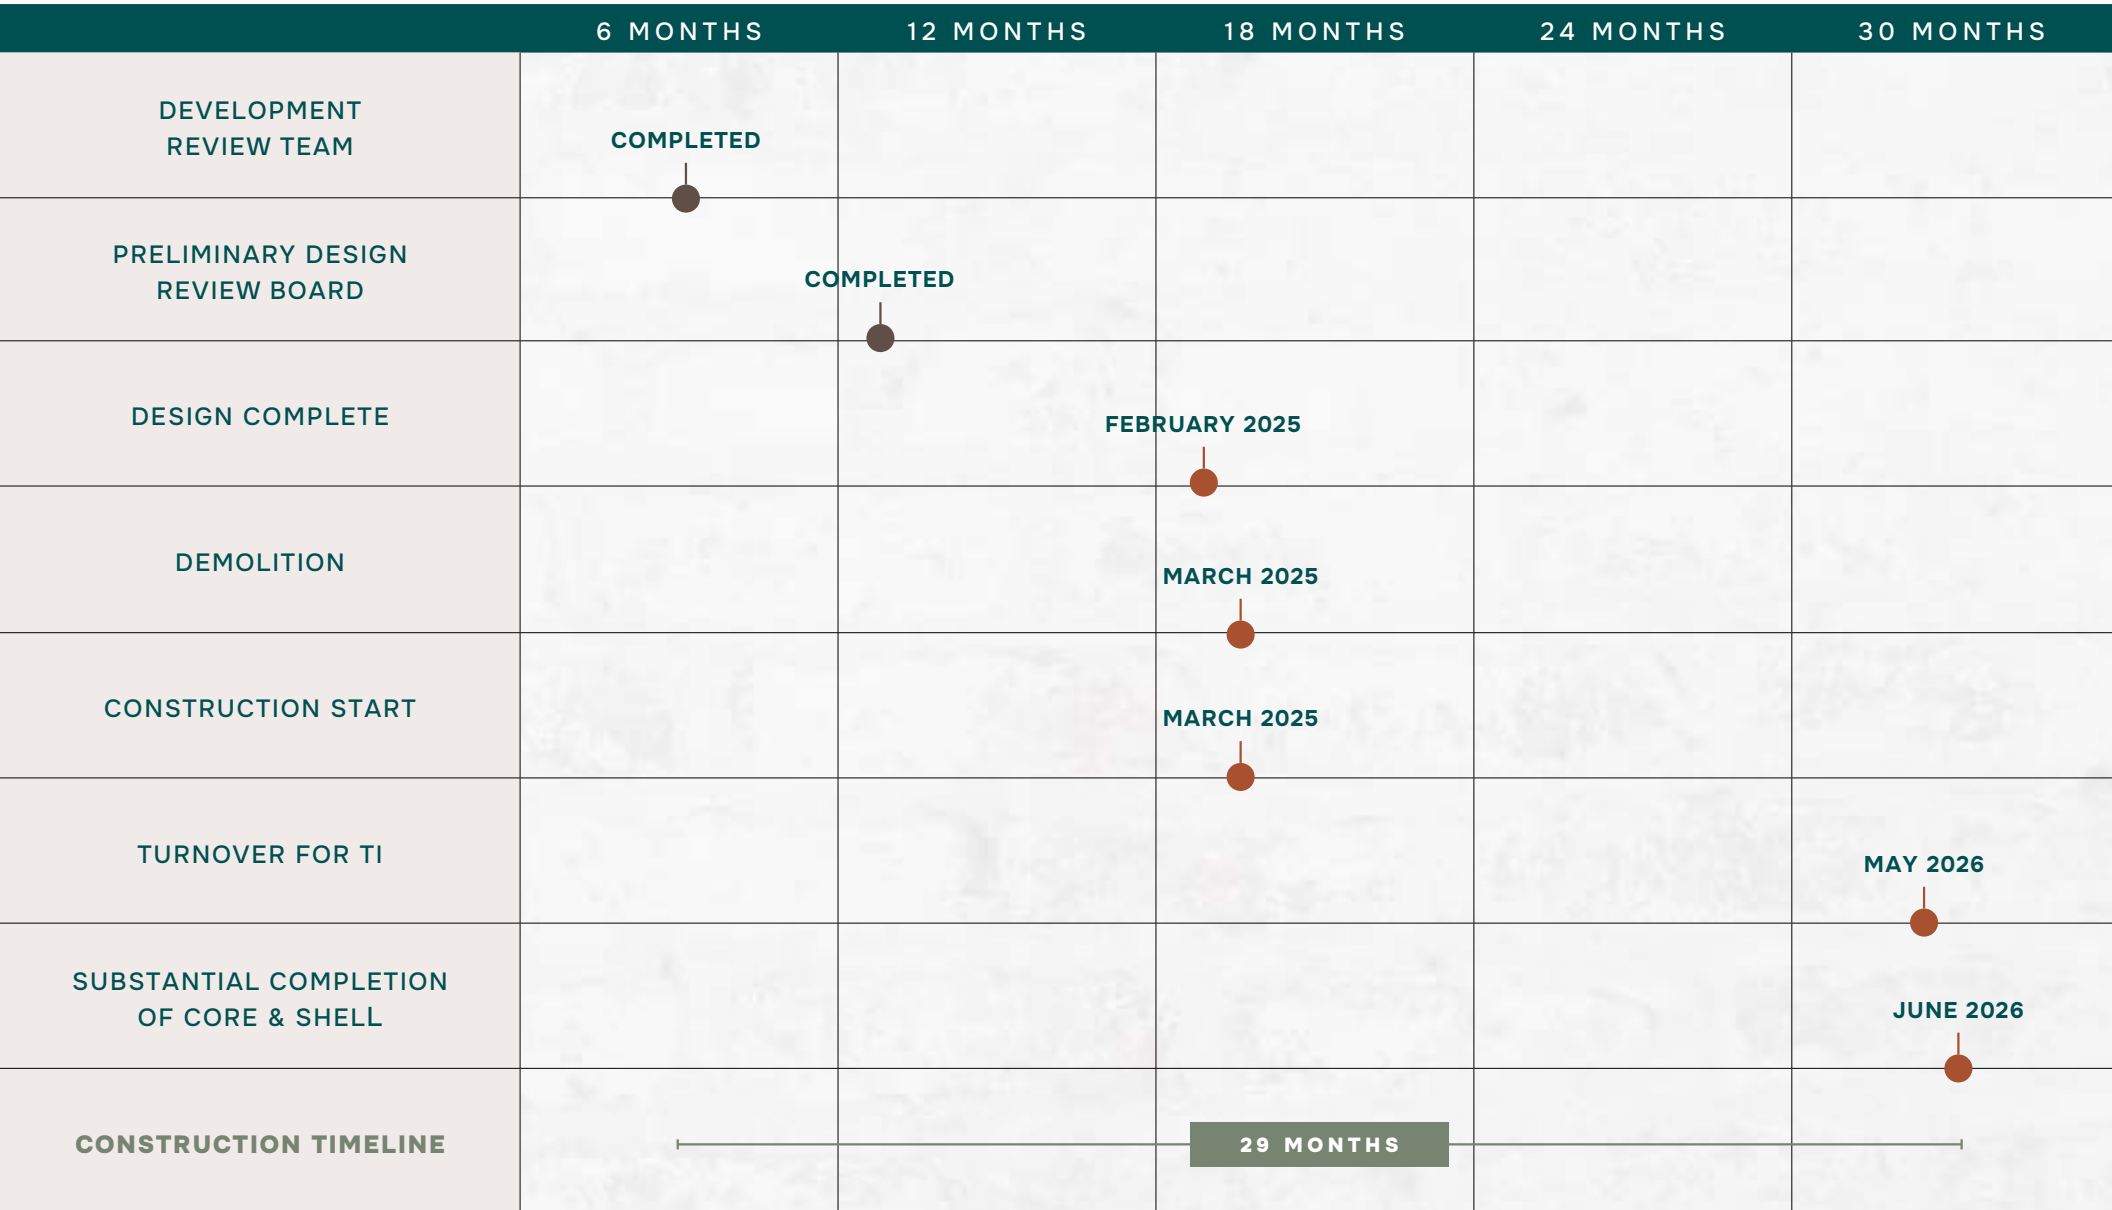 6 MONTHS
12 MONTHS
18 MONTHS
24 MONTHS
30 MONTHS
DEVELOPMENT
REVIEW TEAM
COMPLETED
PRELIMINARY DESIGN
REVIEW BOARD
COMPLETED
DESIGN COMPLETE
FEBRUARY 2025
DEMOLITION
MARCH 2025
CONSTRUCTION START
MARCH 2025
TURNOVER FOR TI
MAY 2026
SUBSTANTIAL COMPLETION
OF CORE & SHELL
JUNE 2026
CONSTRUCTION TIMELINE
29 MONTHS